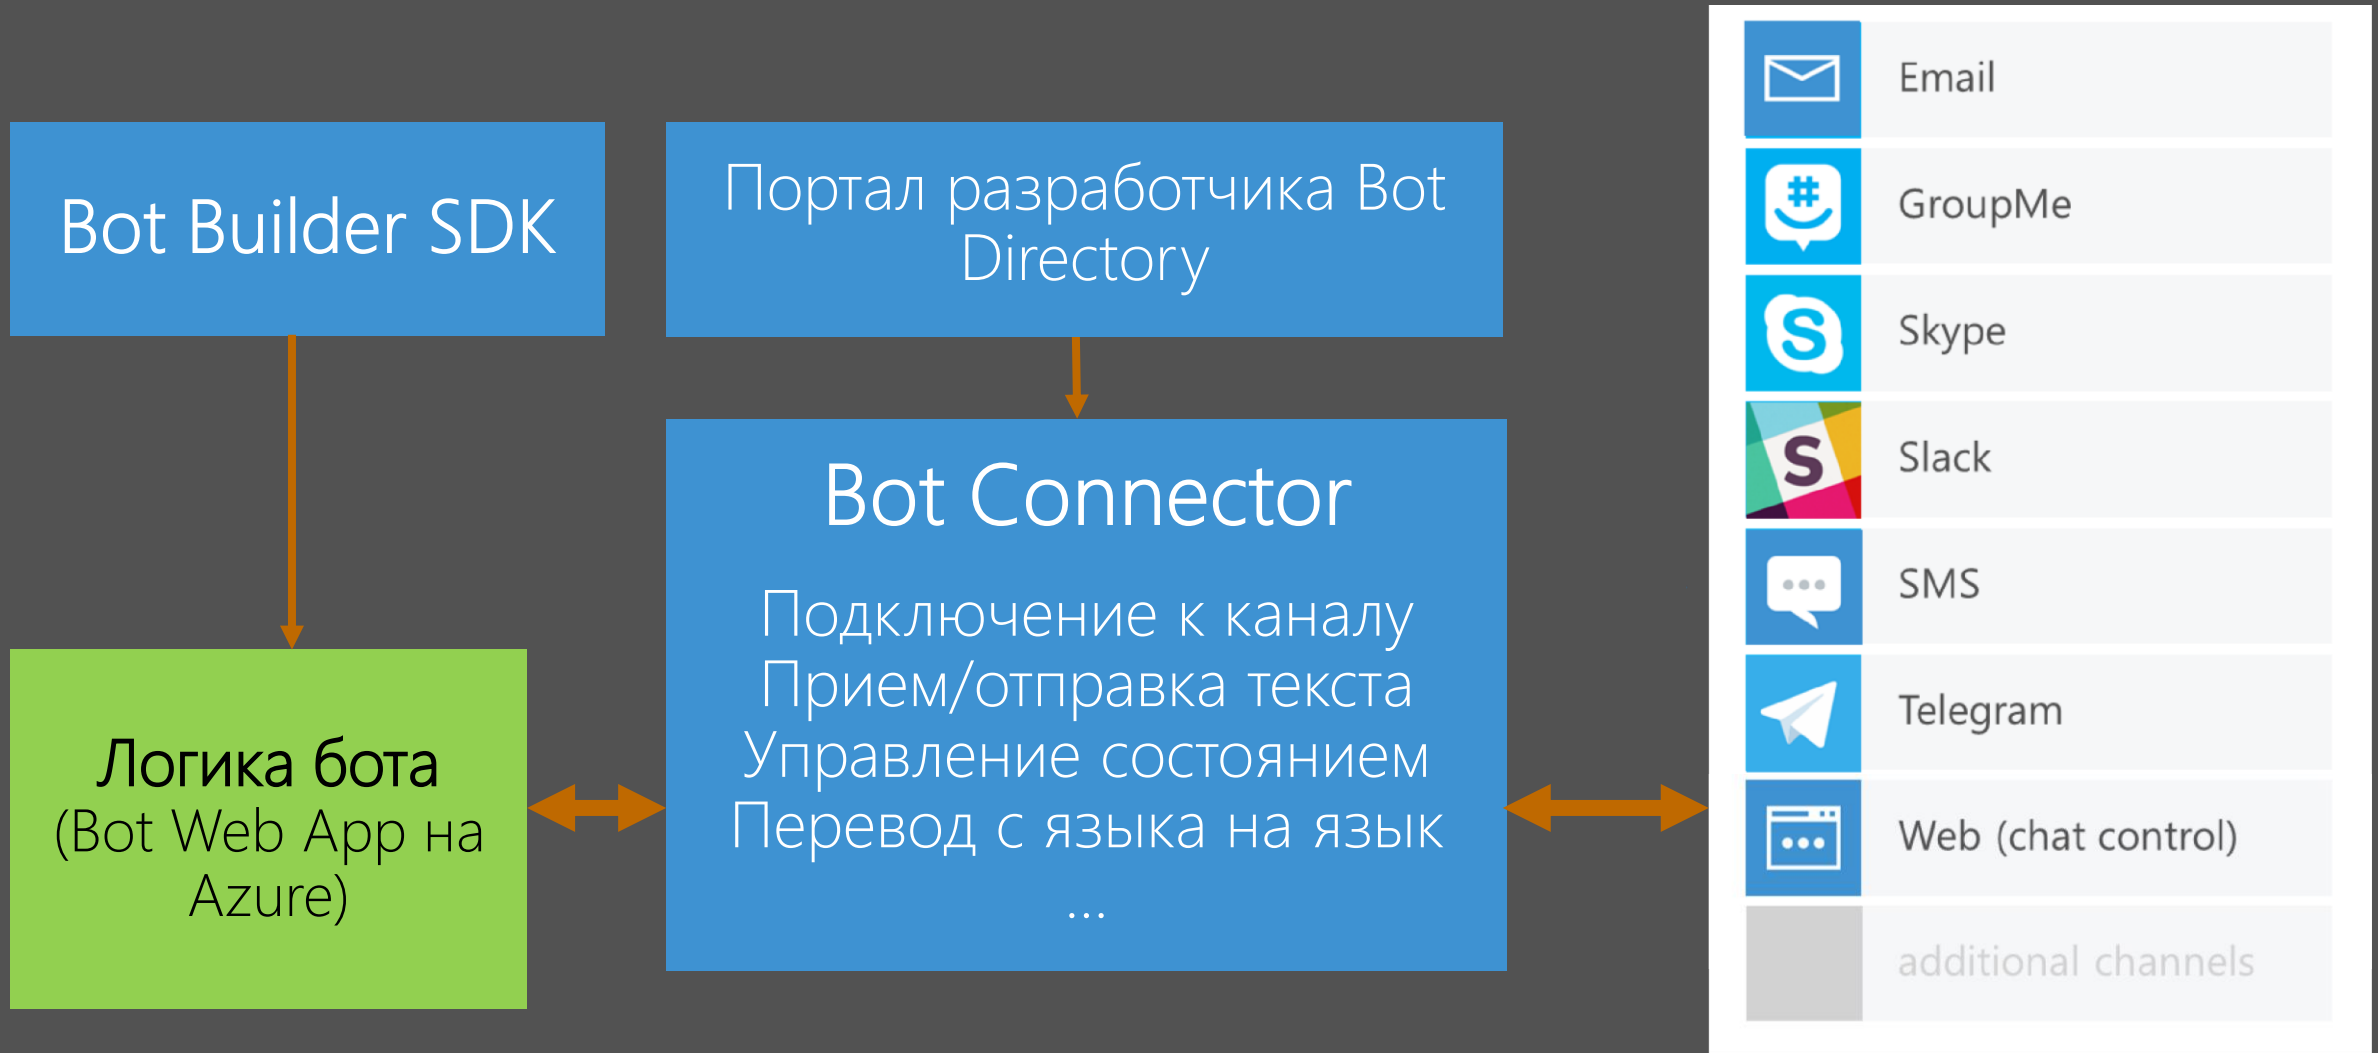 Bot Builder SDK
Портал разработчика Bot
Directory
Bot Connector
Подключение к каналу
Прием/отправка текста
Управление состоянием
Перевод с языка на язык
...
Логика бота
(Bot Web App на
Azure)
Email
GroupMe
Skype
Slack
SMS
Telegram
Web (chat control)
additional channels